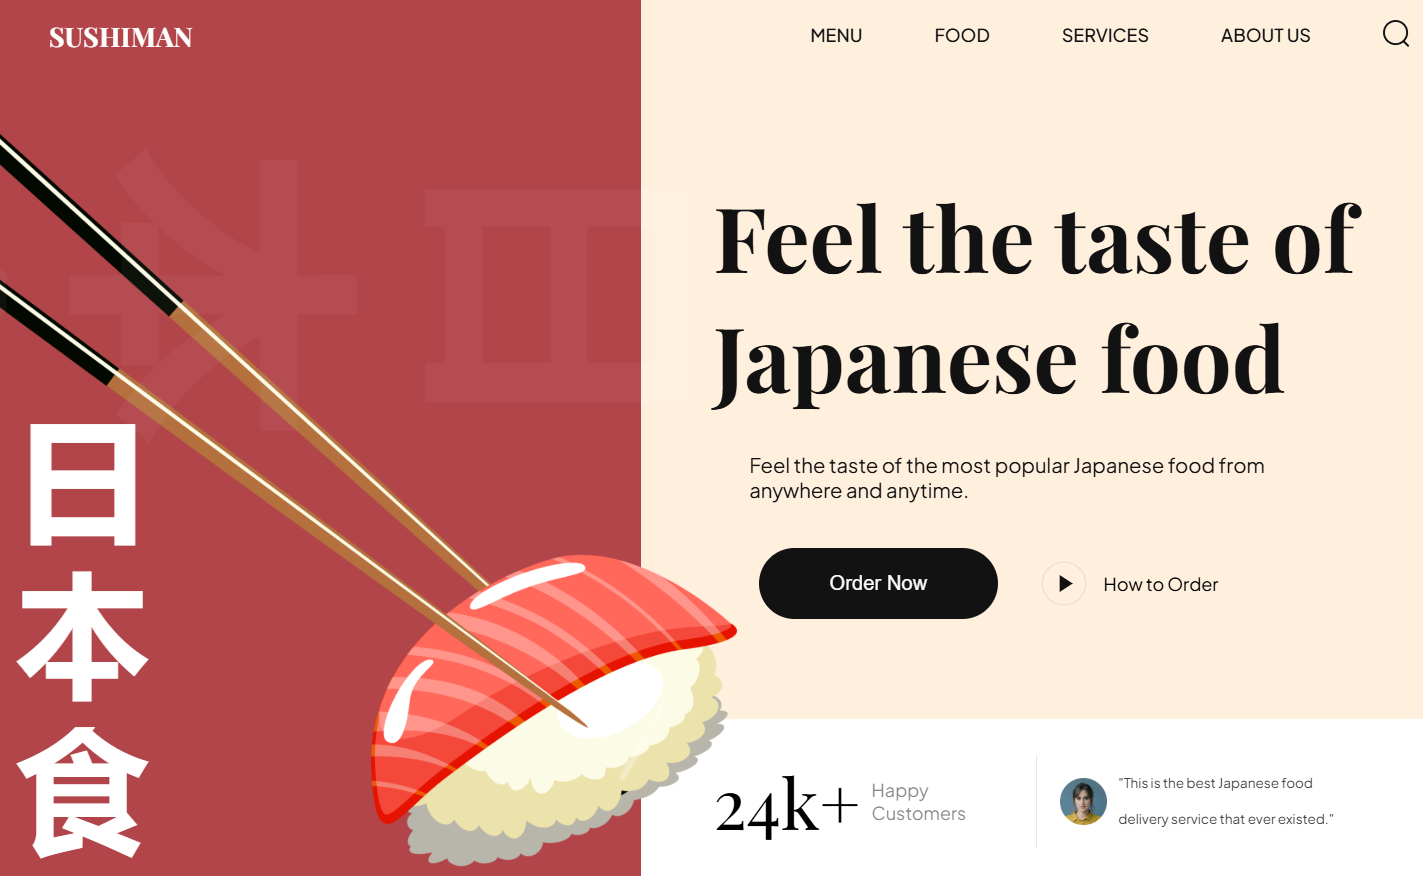 SUSHIMAN
MENU
FOOD
SERVICES
ABOUT US
日本
日本食
Feel the taste of
Japanese food
Feel the taste of the most popular Japanese food from
anywhere and anytime.
Order Now
How to Order
24k+
Happy
Customers
"This is the best Japanese food
delivery service that ever existed."